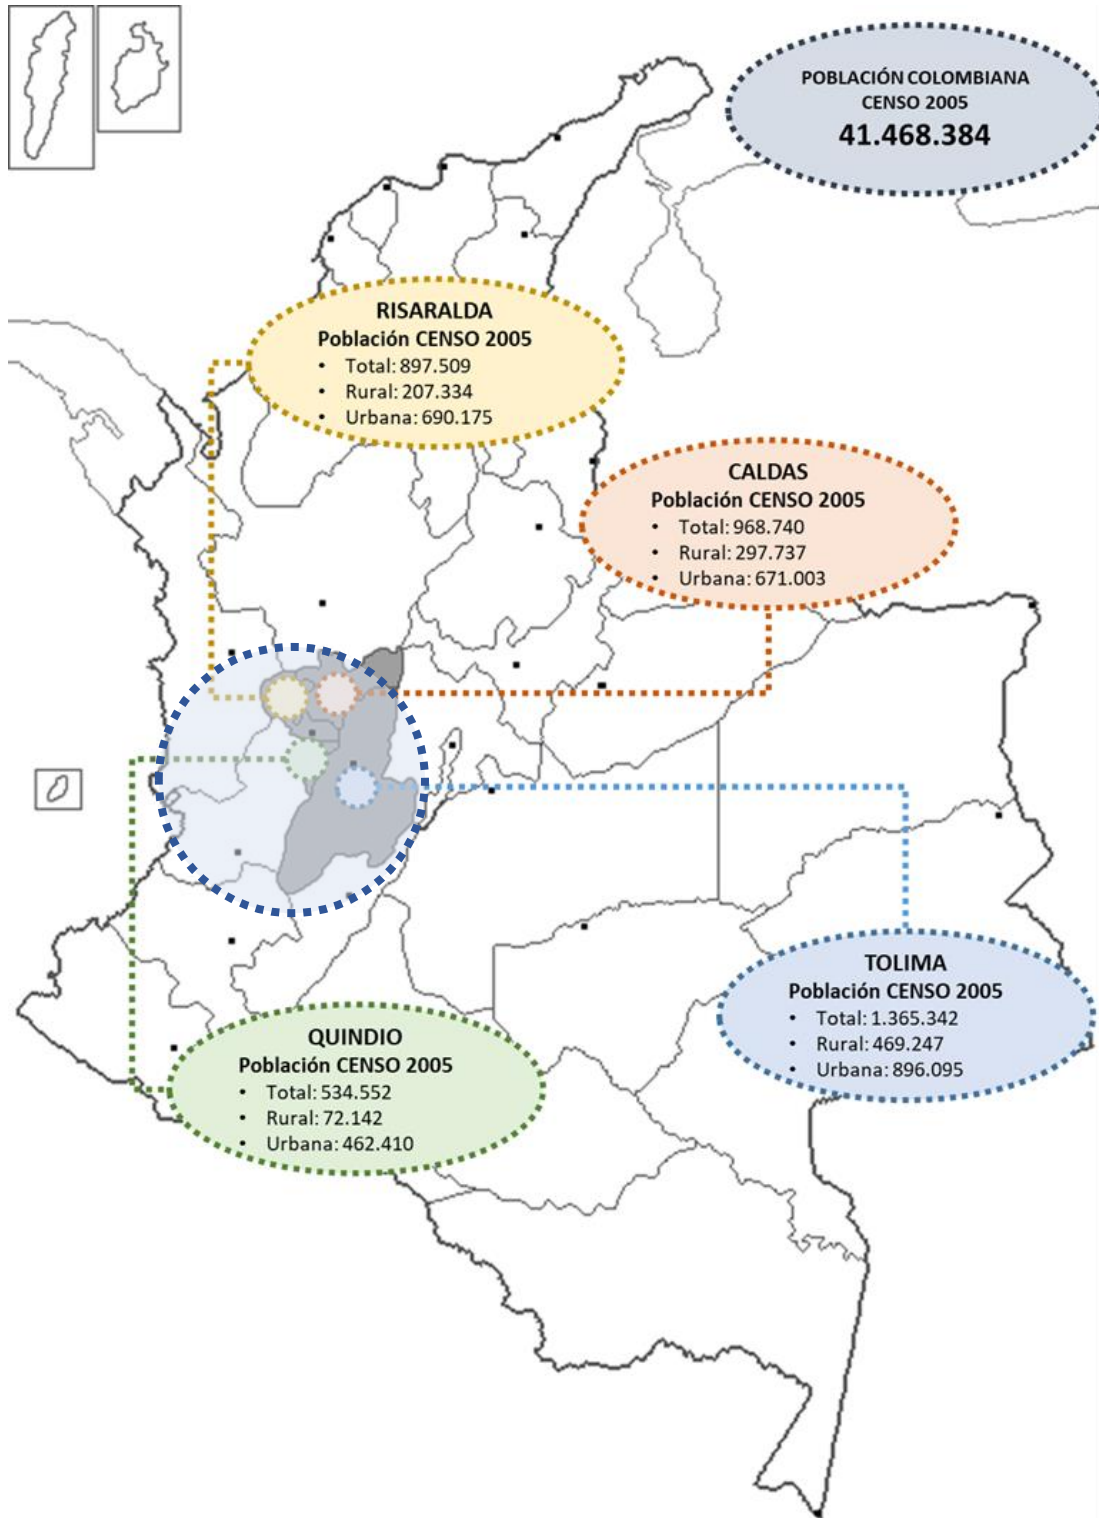 POBLACIÓN COLOMBIANA
CENSO 2005
41.468.384
RISARALDA
Población CENSO 2005
• Total: 897.509
• Rural: 207.334
• Urbana: 690.175
CALDAS
Población CENSO 2005
• Total: 968.740
• Rural: 297.737
• Urbana: 671.003
TOLIMA
Población CENSO 2005
• Total: 1.365.342
• Rural: 469.247
• Urbana: 896.095
QUINDIO
Población CENSO 2005
• Total: 534.552
• Rural: 72.142
• Urbana: 462.410